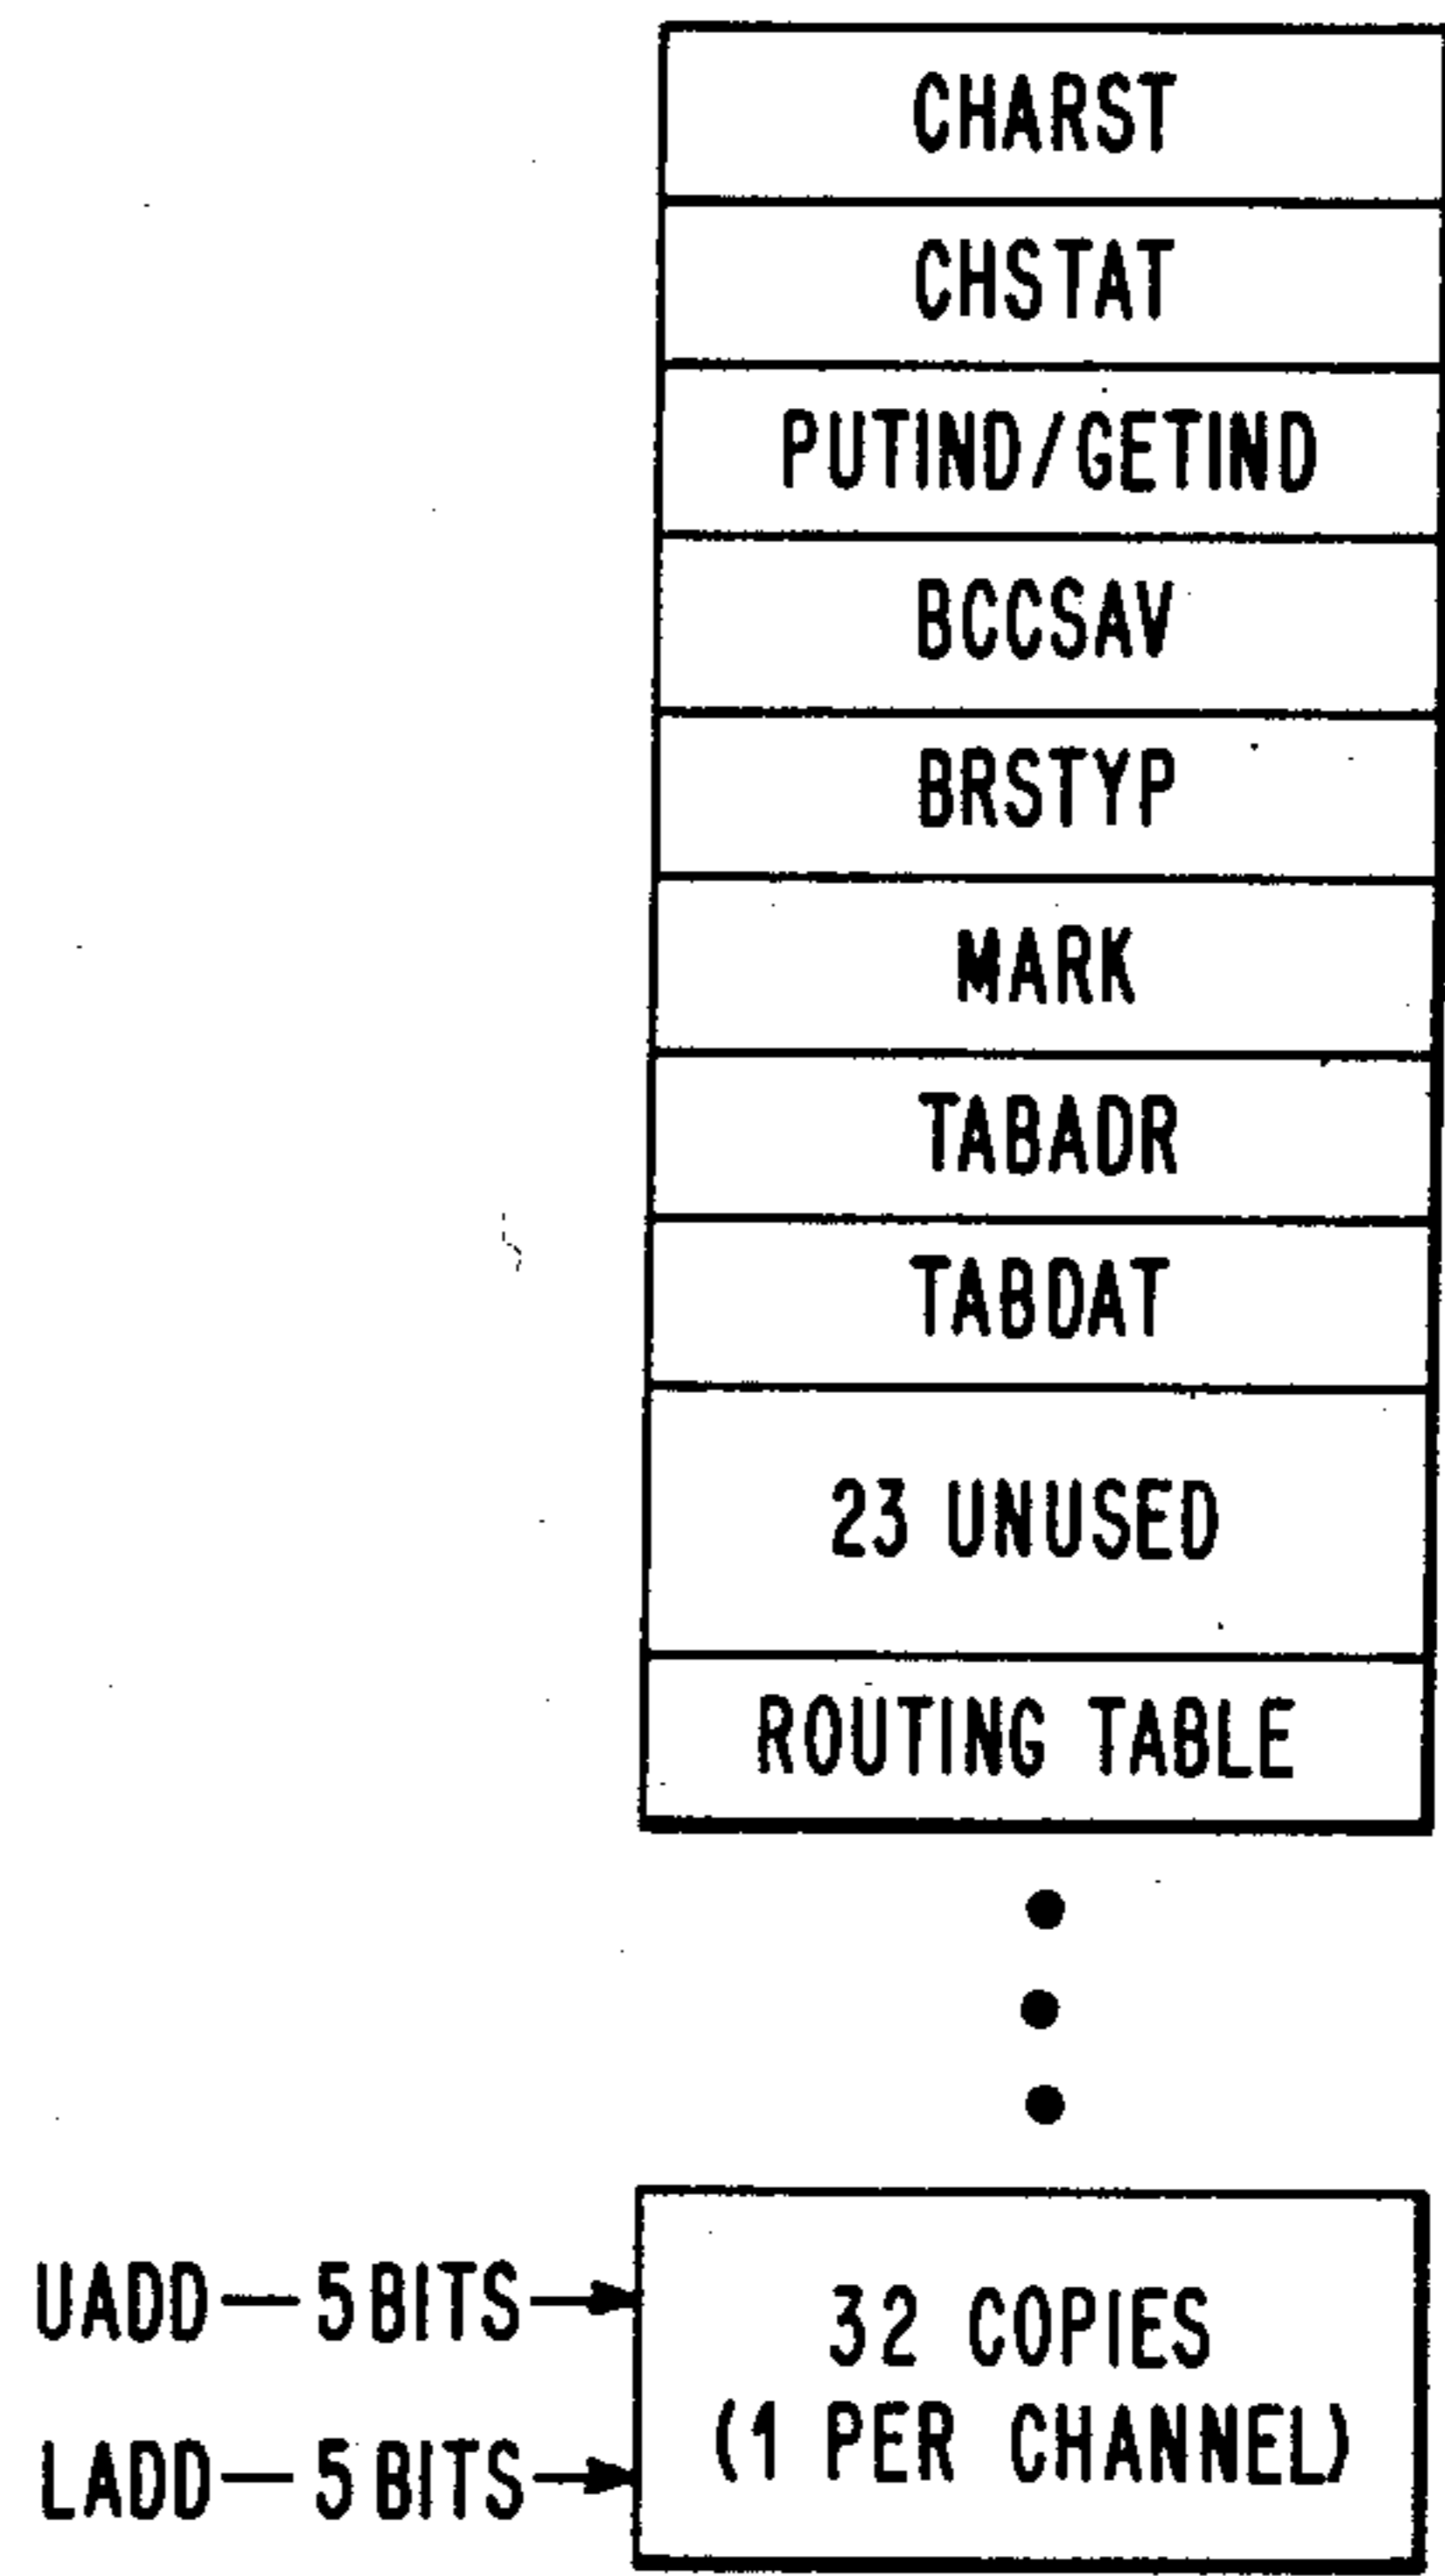 CHARST
CHSTAT
PUTIND/GETIND
BCCSAV
BRSTYP
MARK
TABADR
TABDAT
23 UNUSED
ROUTING TABLE
UADD—5 BITS
32 COPIES
(1 PER CHANNEL)
LADD—5 BITS